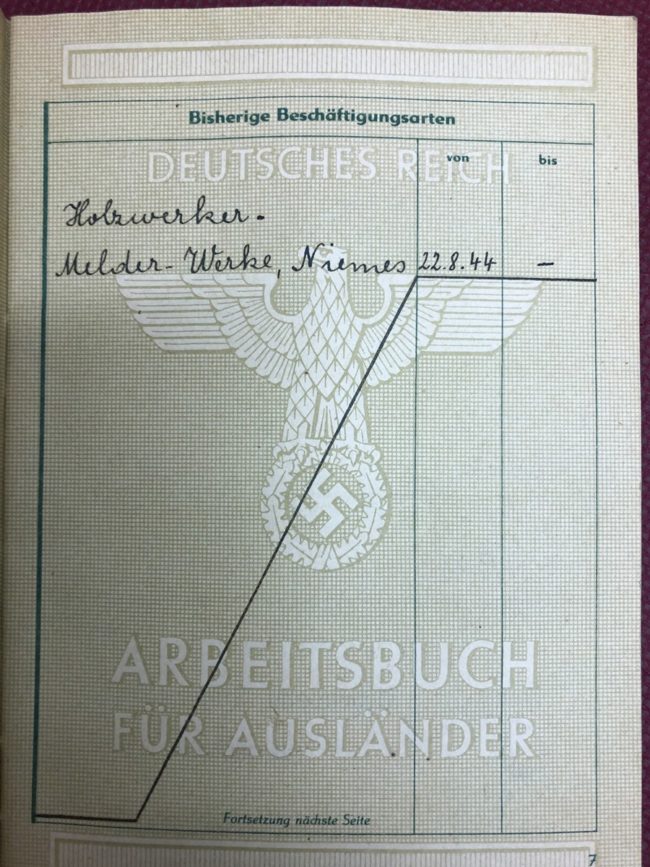 Bisherige Beschäftigungsarten
DEUTSCHES REICH
von bis
Holzwerker.
Melder-Werke, Niemes 22.8.44 –
ARBEITSBUCH
FÜR AUSLÄNDER
Fortsetzung nächste Seite
7